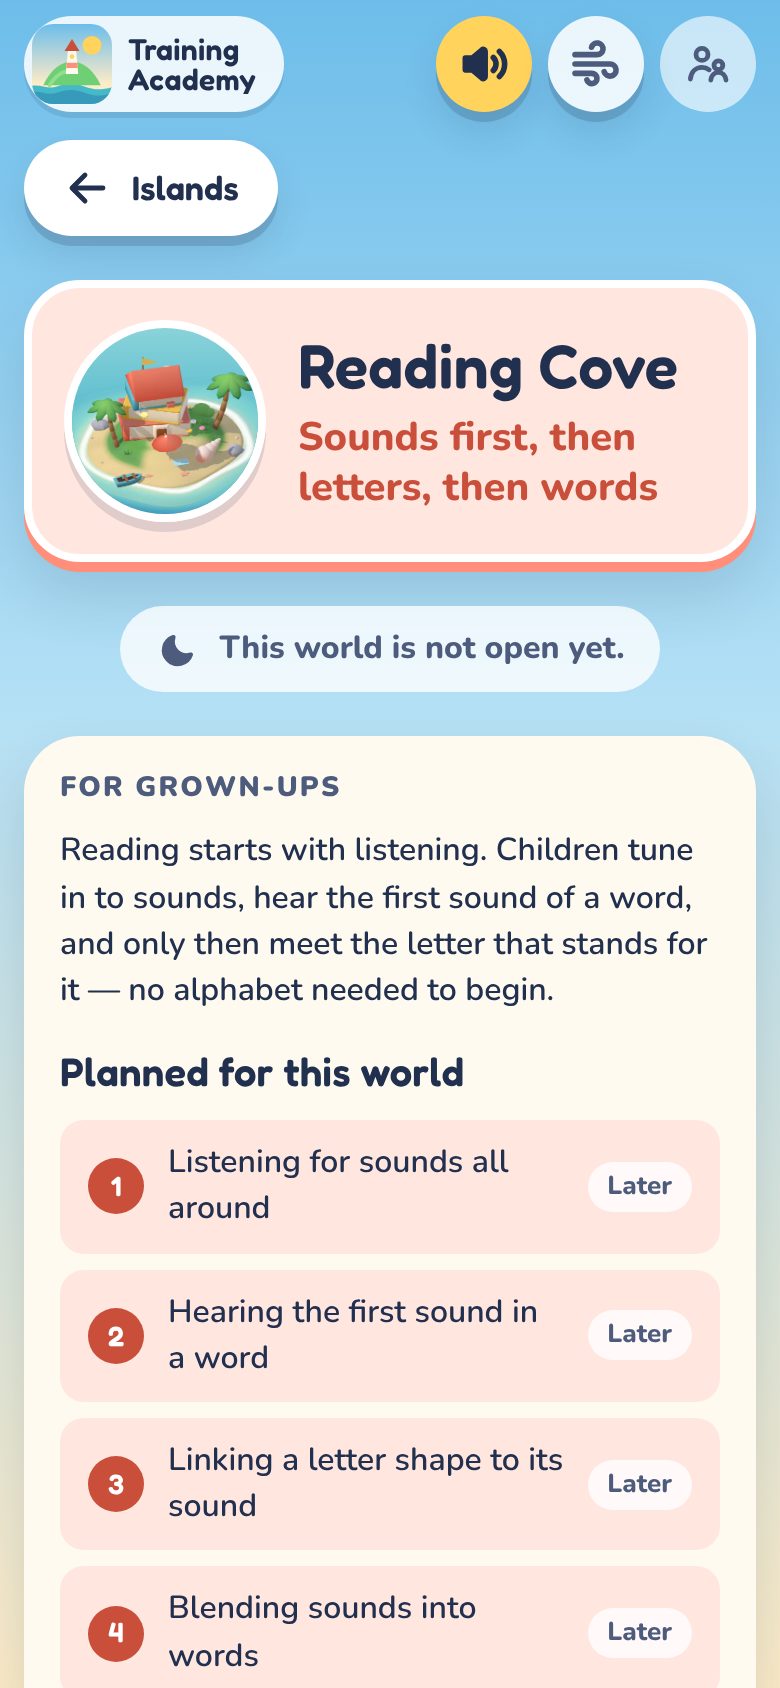 Training
Academy
Islands
Reading Cove
Sounds first, then
letters, then words
This world is not open yet.
FOR GROWN-UPS
Reading starts with listening. Children tune
in to sounds, hear the first sound of a word,
and only then meet the letter that stands for
it — no alphabet needed to begin.
Planned for this world
1
Listening for sounds all
around
Later
2
Hearing the first sound in
a word
Later
3
Linking a letter shape to its
sound
Later
4
Blending sounds into
words
Later